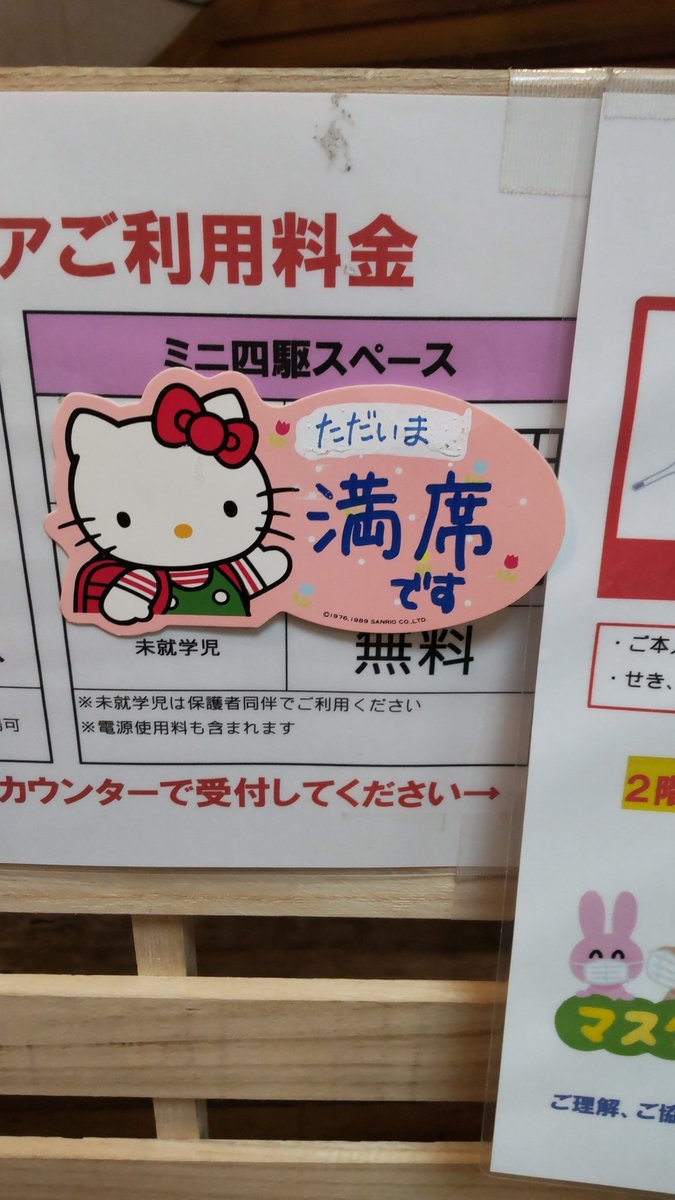 アご利用料金
ミニ四駆スペース
ただいま
満席
です
©1976,1989 SANRIO CO.,LTD.
未就学児
無料
※未就学児は保護者同伴でご利用ください
※電源使用料も含まれます
可
カウンターで受付してください→
・ご本
・せき、
2階
マスク
ご理解、ご協